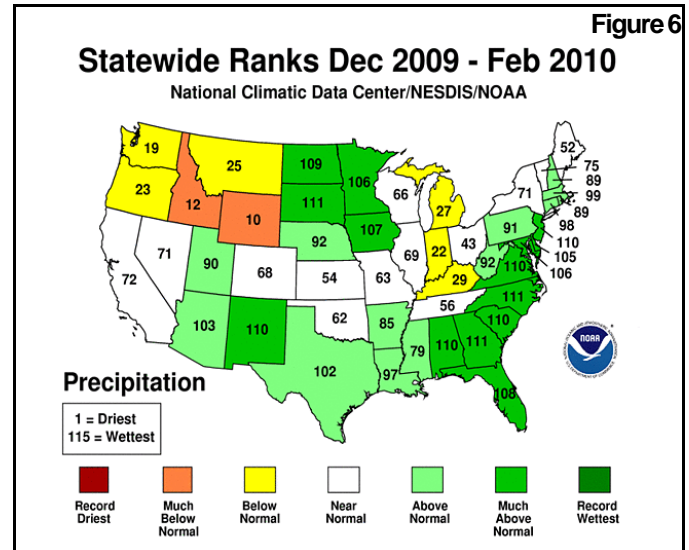 Figure 6
Statewide Ranks Dec 2009 - Feb 2010
National Climatic Data Center/NESDIS/NOAA
19
25
109
106
52
23
12
10
111
66
27
71
75
89
99
89
98
110
105
106
107
92
91
72
71
90
68
54
63
69
22
43
92
110
29
103
110
62
85
56
111
110
102
97
79
110
111
108
NOAA
Precipitation
1 = Driest
115 = Wettest
Record
Driest
Much
Below
Normal
Below
Normal
Near
Normal
Above
Normal
Much
Above
Normal
Record
Wettest